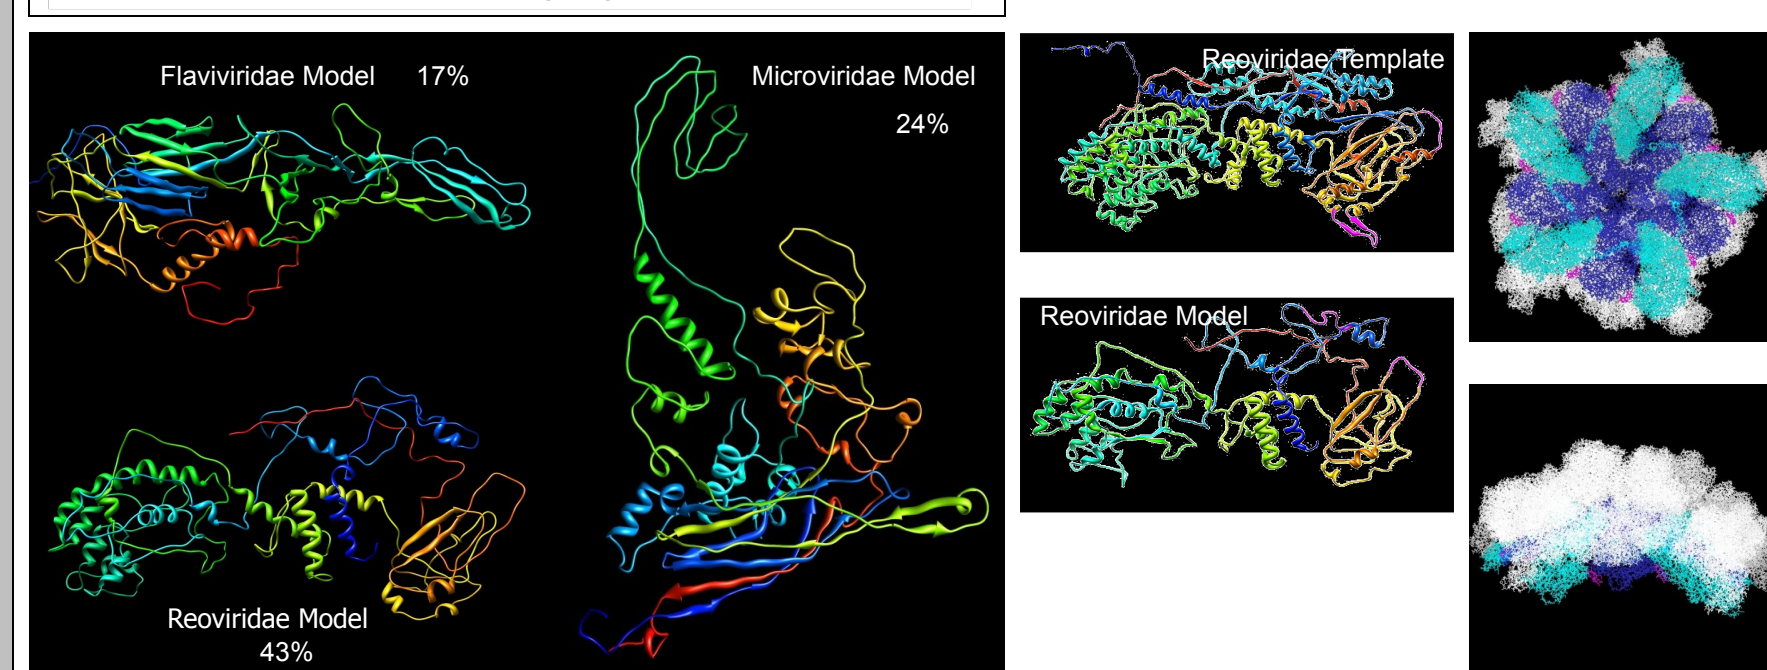 Flaviviridae Model 17%
Microviridae Model
24%
Reoviridae Model
43%
Reoviridae Template
Reoviridae Model